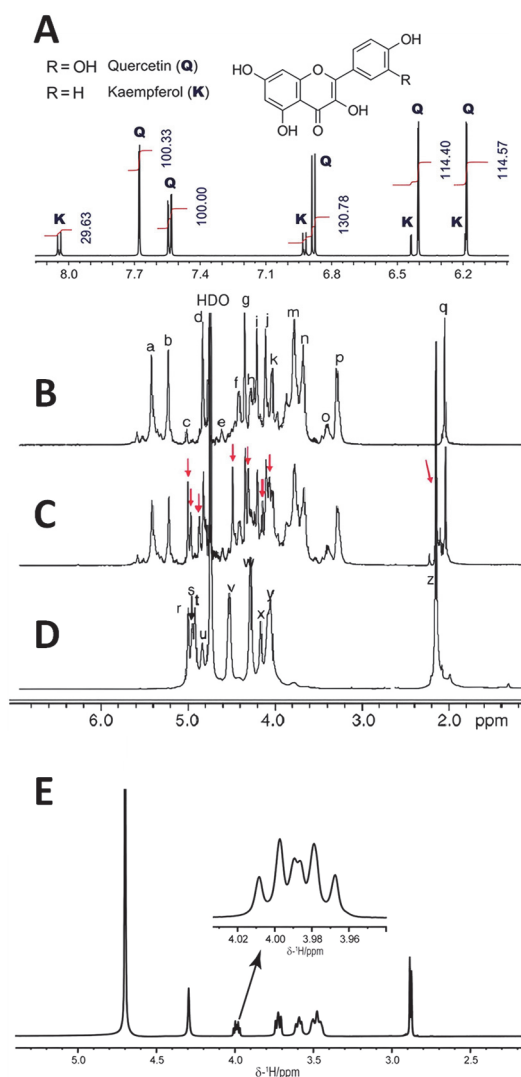 A
R=OH Quercetin (Q)
R=H Kaempferol (K)
OH
HO
O
R
OH
OH
O
Q
Q
Q
Q
Q
K
K
K
K
29.63
100.33
100.00
130.78
114.40
114.57
8.0 7.7 7.4 7.1 6.8 6.5 6.2
B
a b c d HDO e f g h i j k m n o p q
C
D
r s t u v w x y z
6.0 5.0 4.0 3.0 2.0 ppm
E
4.02 4.00 3.98 3.96
δ-¹H/ppm
5.0 4.5 4.0 3.5 3.0 2.5
δ-¹H/ppm